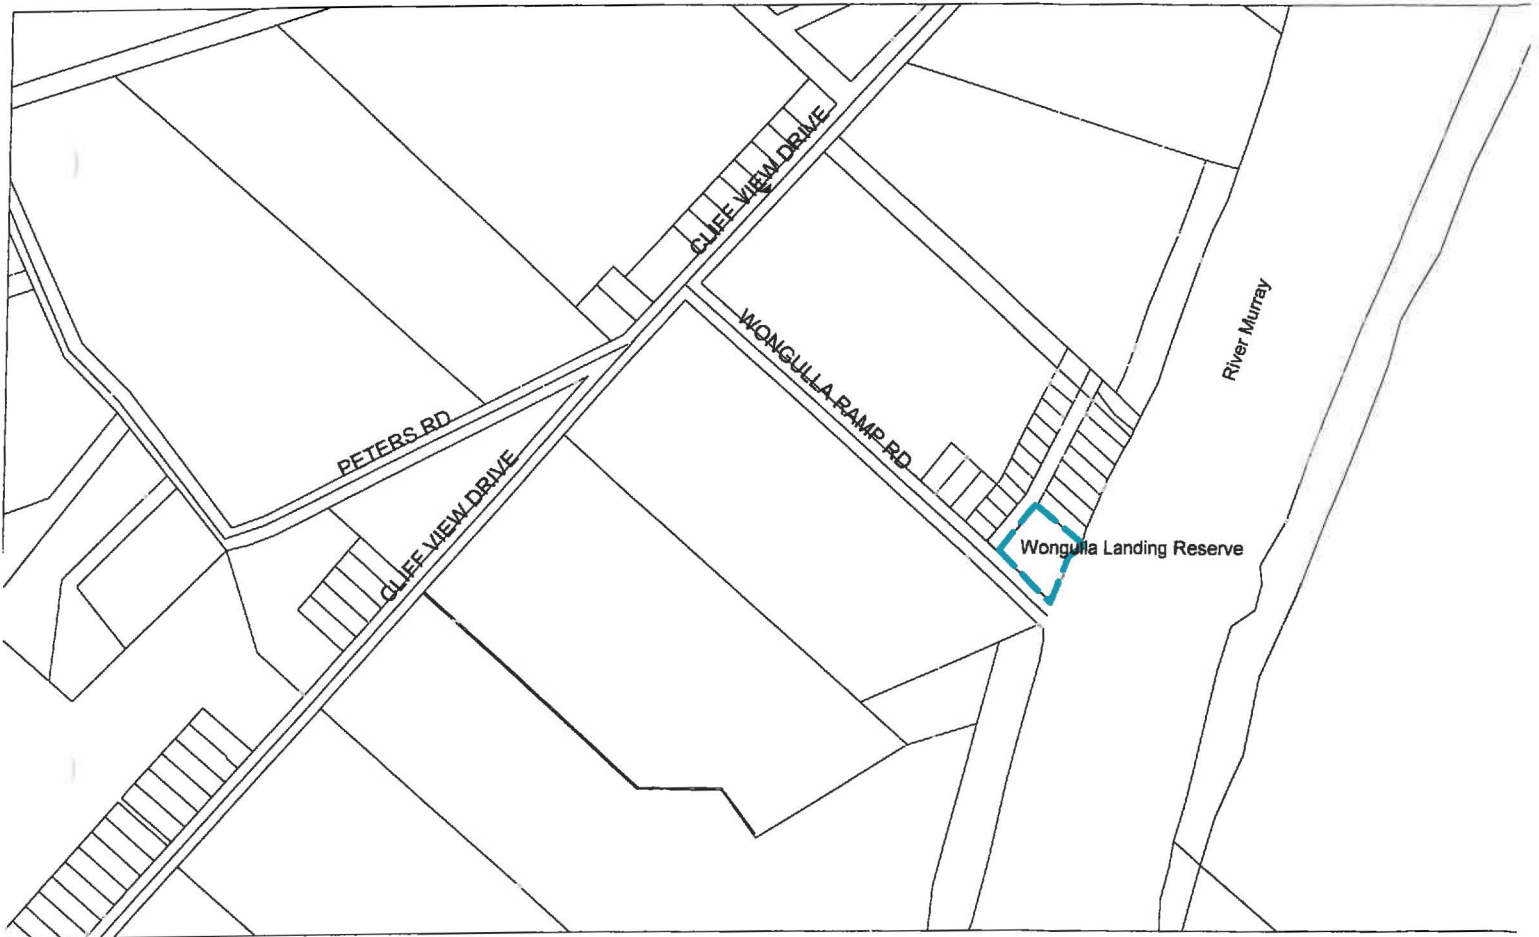 CLIFF VIEW DRIVE
WONGULLA RAMP RD
River Murray
PETERS RD
CLIFF VIEW DRIVE
Wongulla Landing Reserve